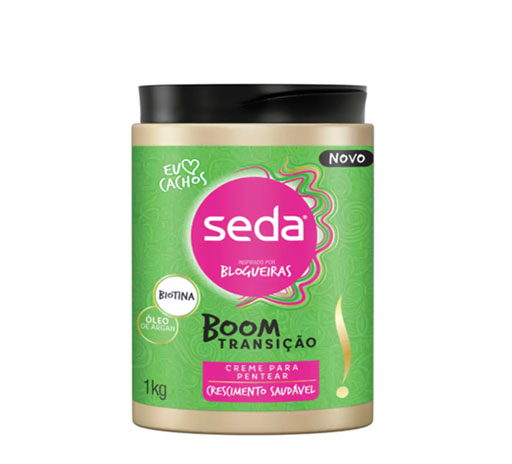 EU ♡
CACHOS
NOVO
seda®
INSPIRADO POR
BLOGUEIRAS
BIOTINA
ÓLEO
DE ARGAN
BOOM
TRANSIÇÃO
CREME PARA
PENTEAR
CRESCIMENTO SAUDÁVEL
1kg